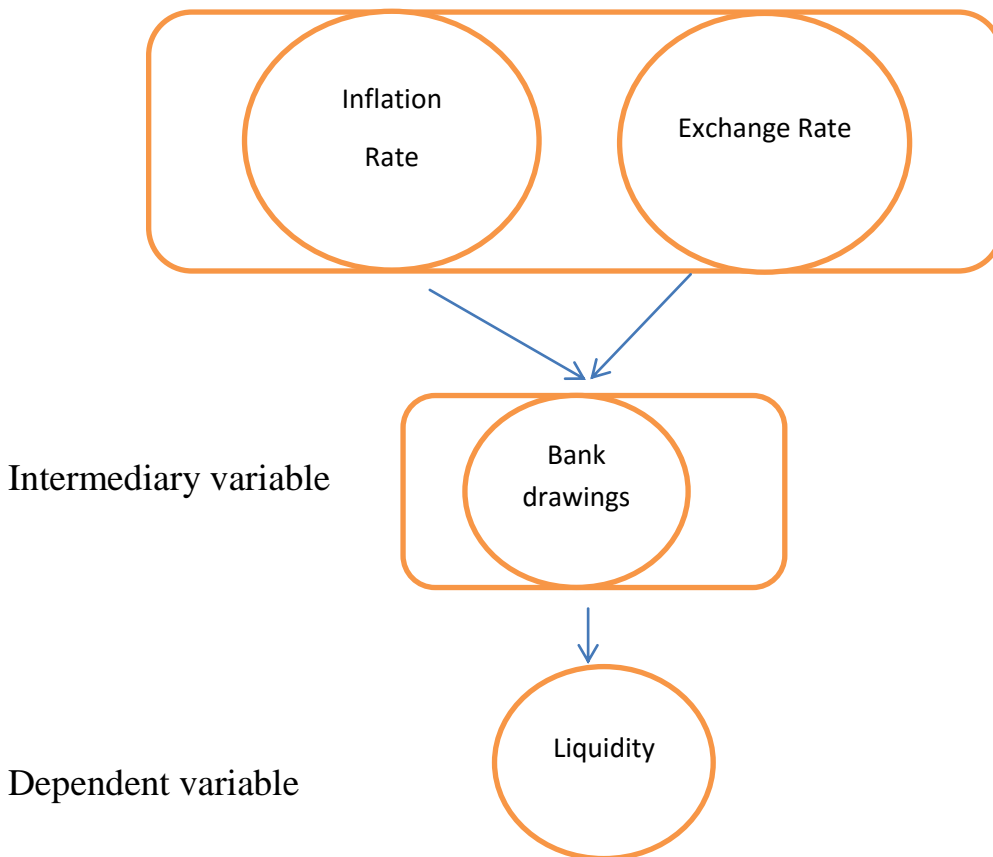 Inflation
Rate
Exchange Rate
Intermediary variable
Bank
drawings
Liquidity
Dependent variable